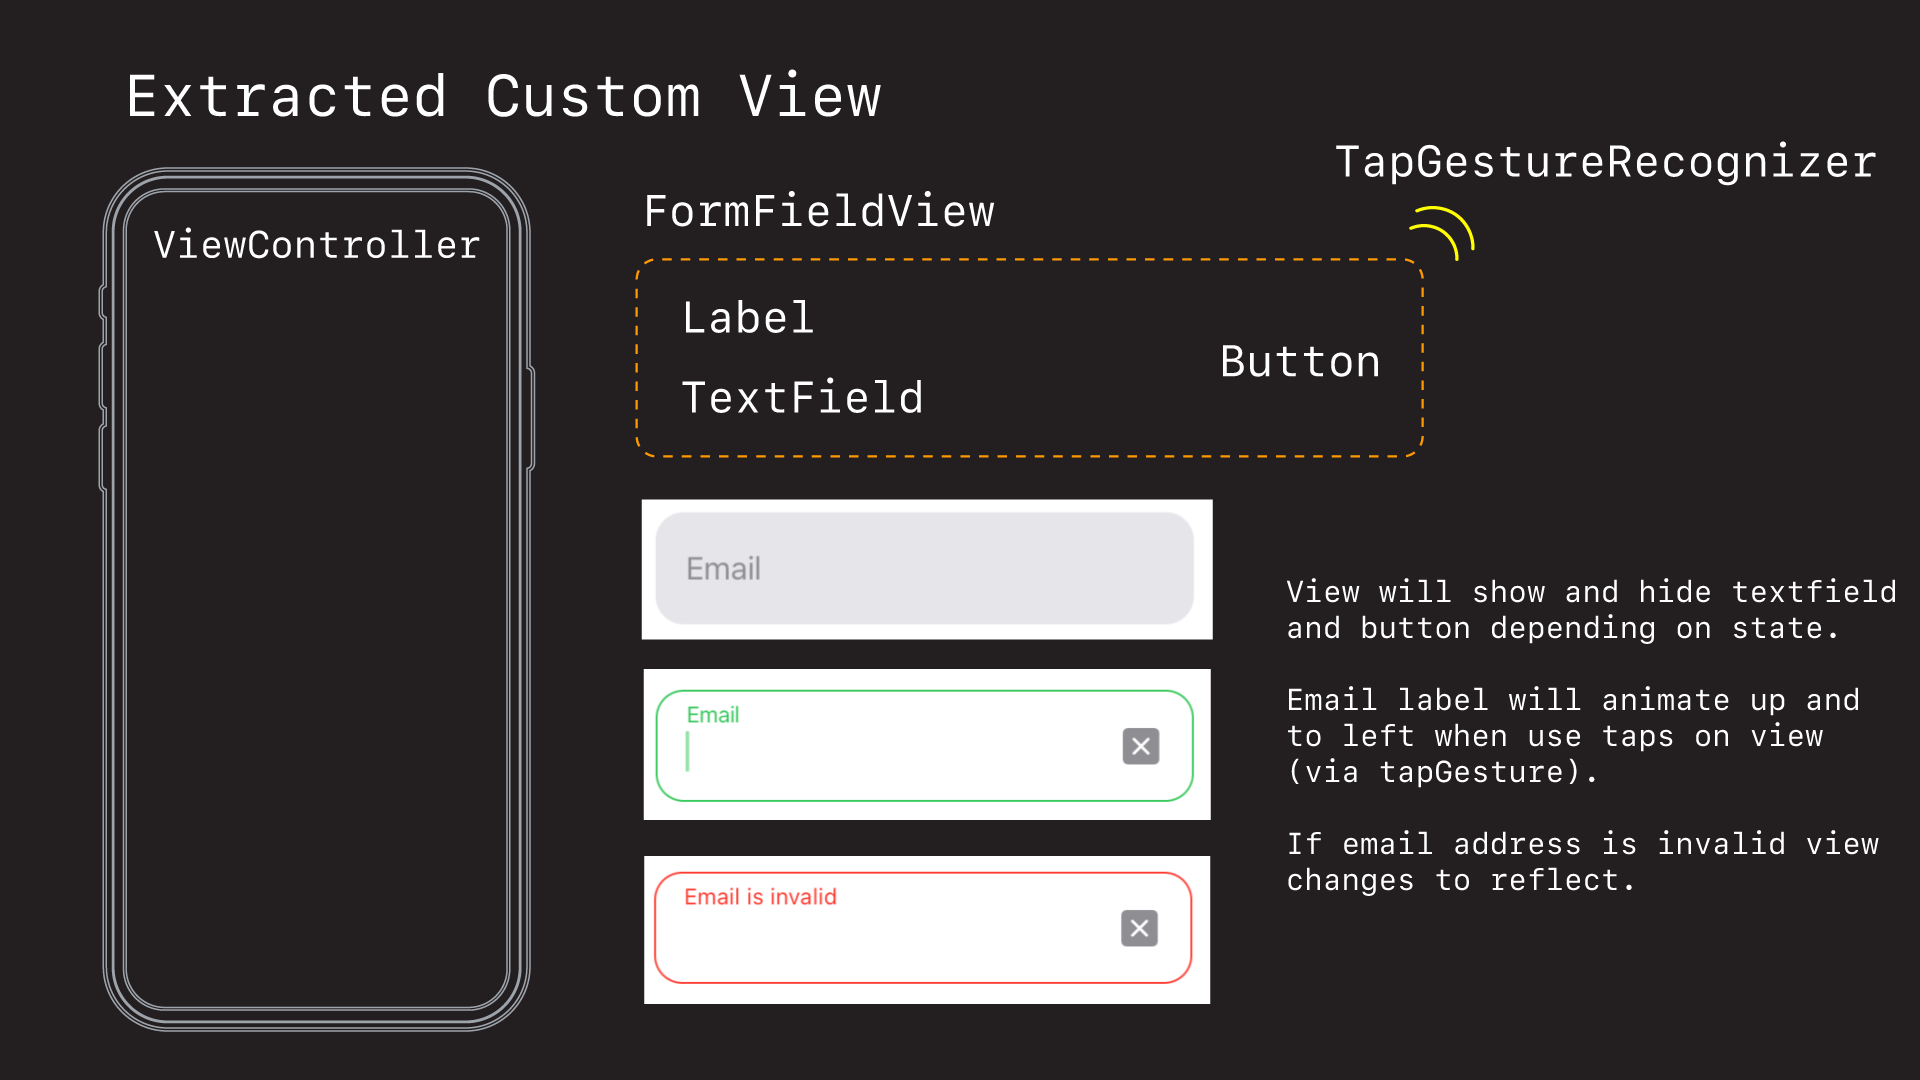 Extracted Custom View
ViewController
FormFieldView
TapGestureRecognizer
Label
TextField
Button
Email
Email
Email is invalid
View will show and hide textfield
and button depending on state.
Email label will animate up and
to left when use taps on view
(via tapGesture).
If email address is invalid view
changes to reflect.